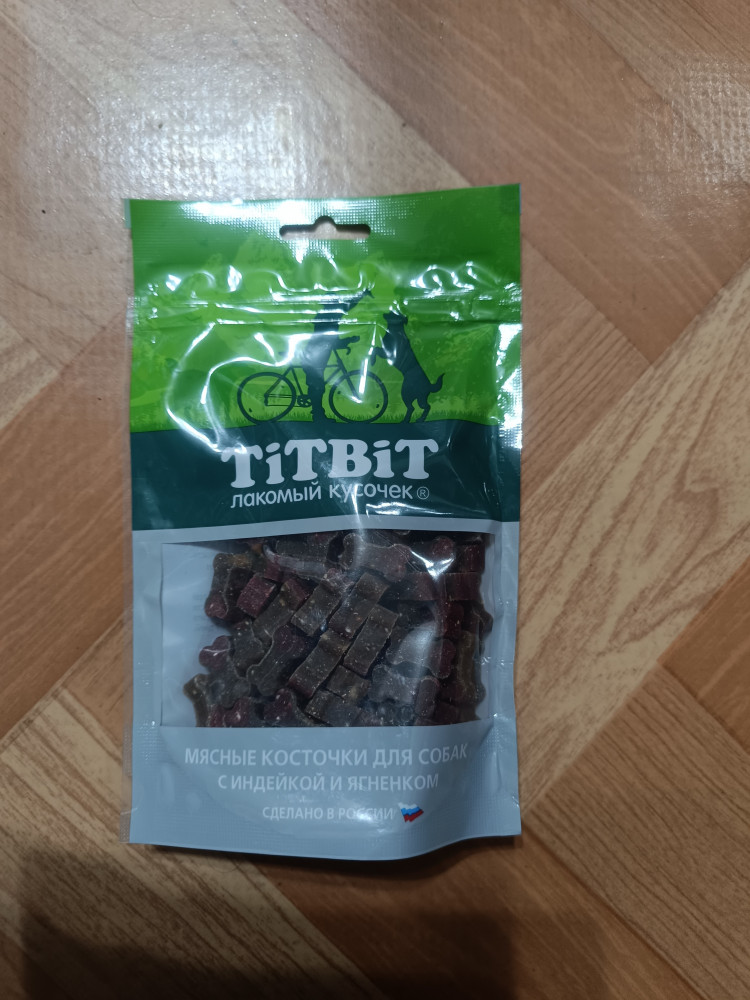 TiTBiT
лакомый кусочек ®
МЯСНЫЕ КОСТОЧКИ ДЛЯ СОБАК
С ИНДЕЙКОЙ И ЯГНЕНКОМ
СДЕЛАНО В РОССИИ